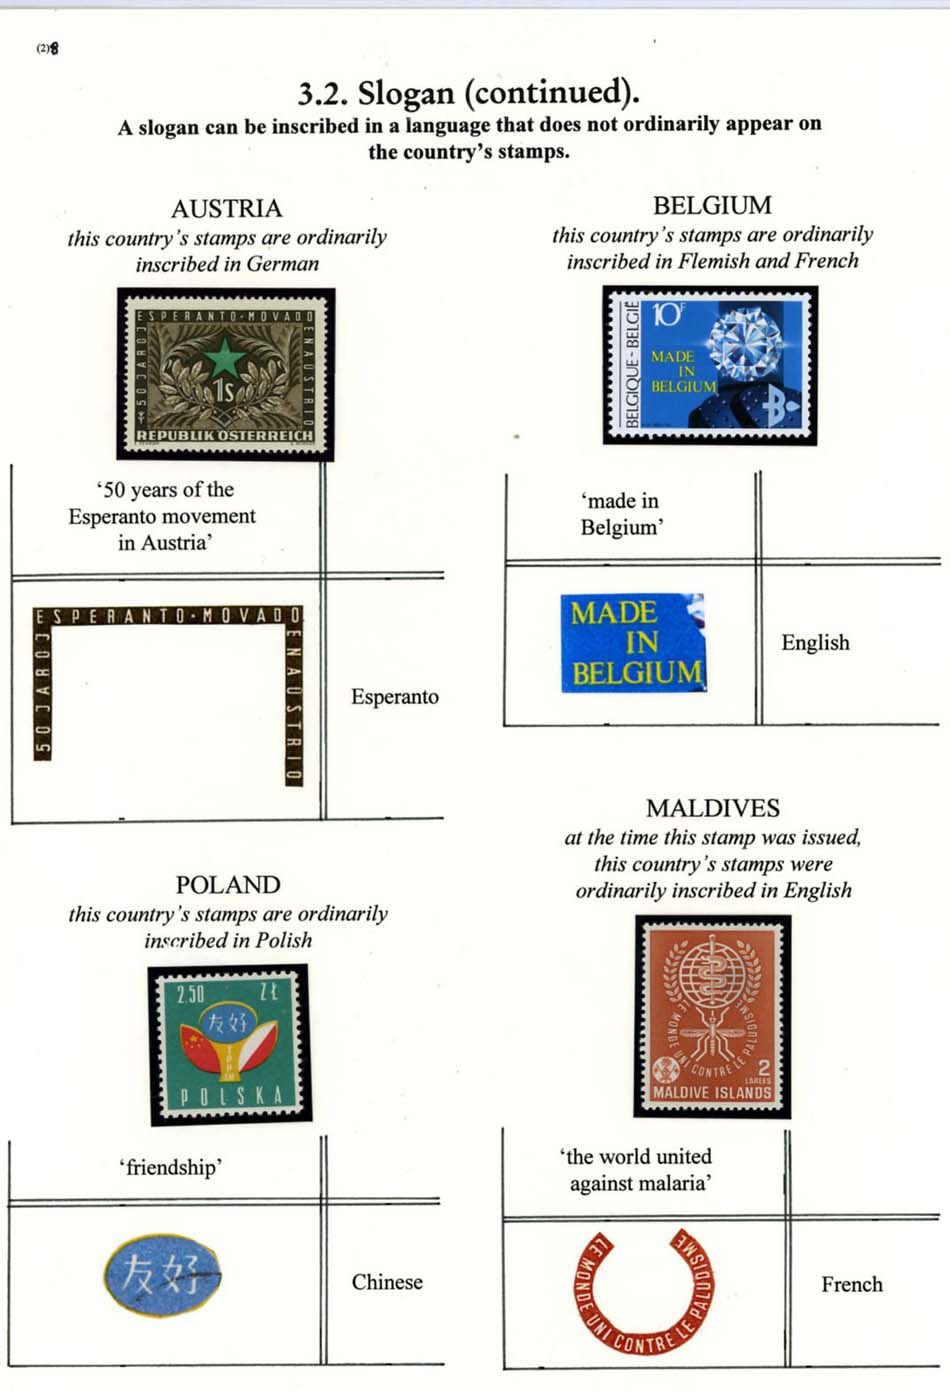 (2)8
3.2. Slogan (continued).
A slogan can be inscribed in a language that does not ordinarily appear on
the country's stamps.
AUSTRIA
this country's stamps are ordinarily
inscribed in German
50 JAROJ
ESPERANTO-MOVADO
EN AUSTRIO
1s
REPUBLIK ÖSTERREICH
'50 years of the
Esperanto movement
in Austria'
50 JAROJ
ESPERANTO-MOVADO
EN AUSTRIO
Esperanto
BELGIUM
this country's stamps are ordinarily
inscribed in Flemish and French
BELGIQUE - BELGIË
10F
MADE
IN
BELGIUM
B
'made in
Belgium'
MADE
IN
BELGIUM
English
POLAND
this country's stamps are ordinarily
inscribed in Polish
2.50 ZŁ
友好
POLSKA
'friendship'
友好
Chinese
MALDIVES
at the time this stamp was issued,
this country's stamps were
ordinarily inscribed in English
LE MONDE UNI CONTRE LE PALUDISME
2
LAREES
MALDIVE ISLANDS
'the world united
against malaria'
LE MONDE UNI CONTRE LE PALUDISME
French